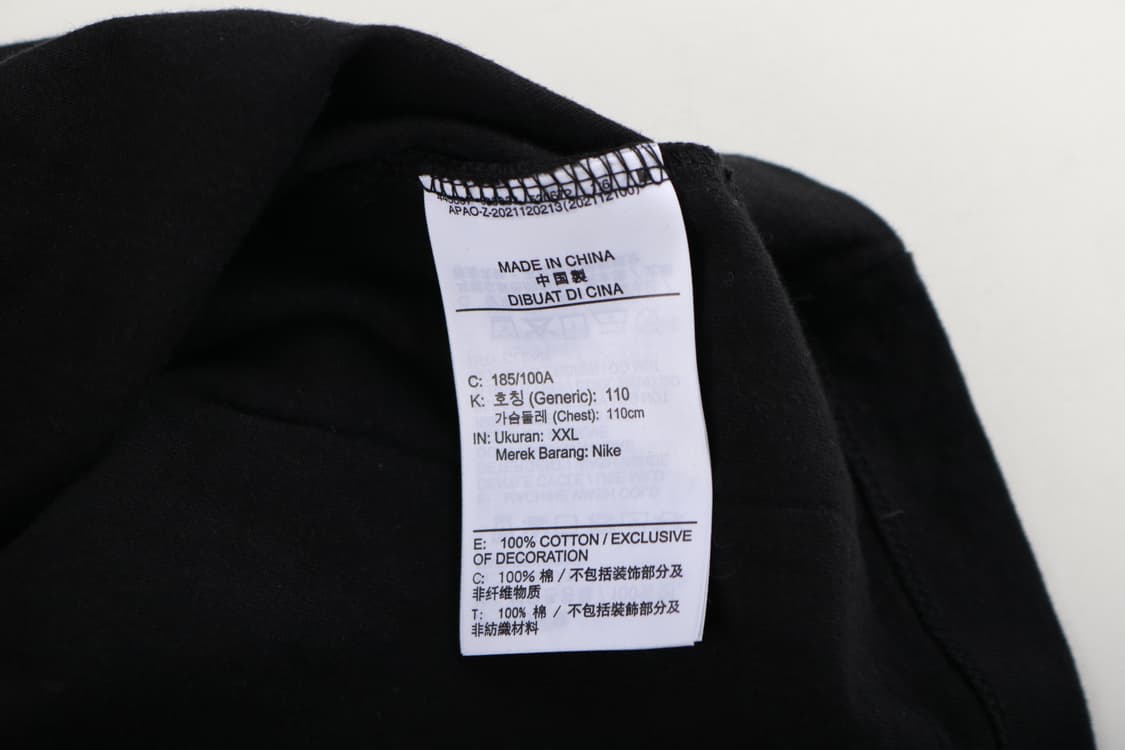 APAO-Z-2021120213(202112100)
MADE IN CHINA
中国製
DIBUAT DI CINA
C: 185/100A
K: 호칭 (Generic): 110
가슴둘레 (Chest): 110cm
IN: Ukuran: XXL
Merek Barang: Nike
E: 100% COTTON / EXCLUSIVE
OF DECORATION
C: 100% 棉 / 不包括装饰部分及
非纤维物质
T: 100% 棉 / 不包括裝飾部分及
非紡織材料